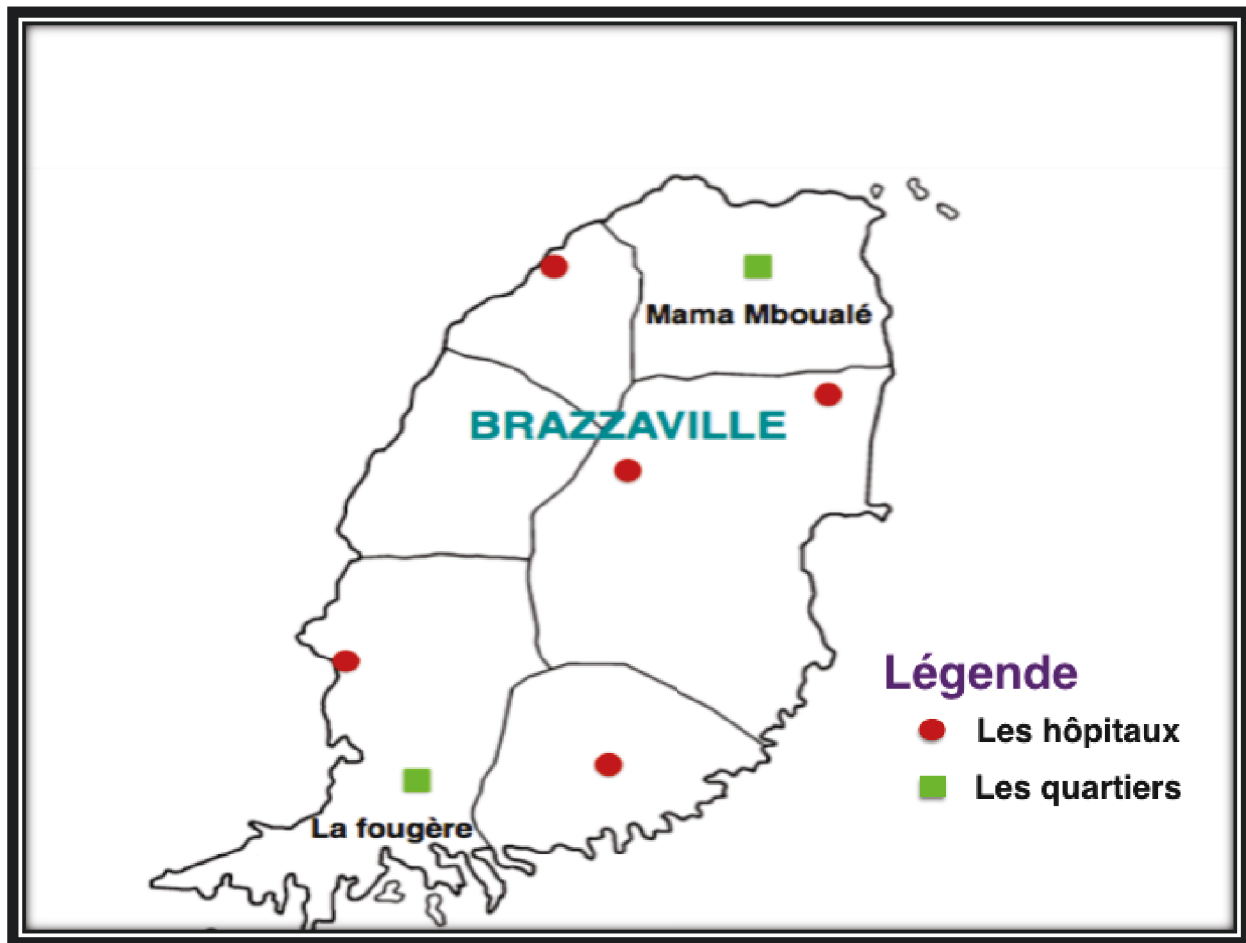 Mama Mboualé
BRAZZAVILLE
Légende
Les hôpitaux
Les quartiers
La fougère